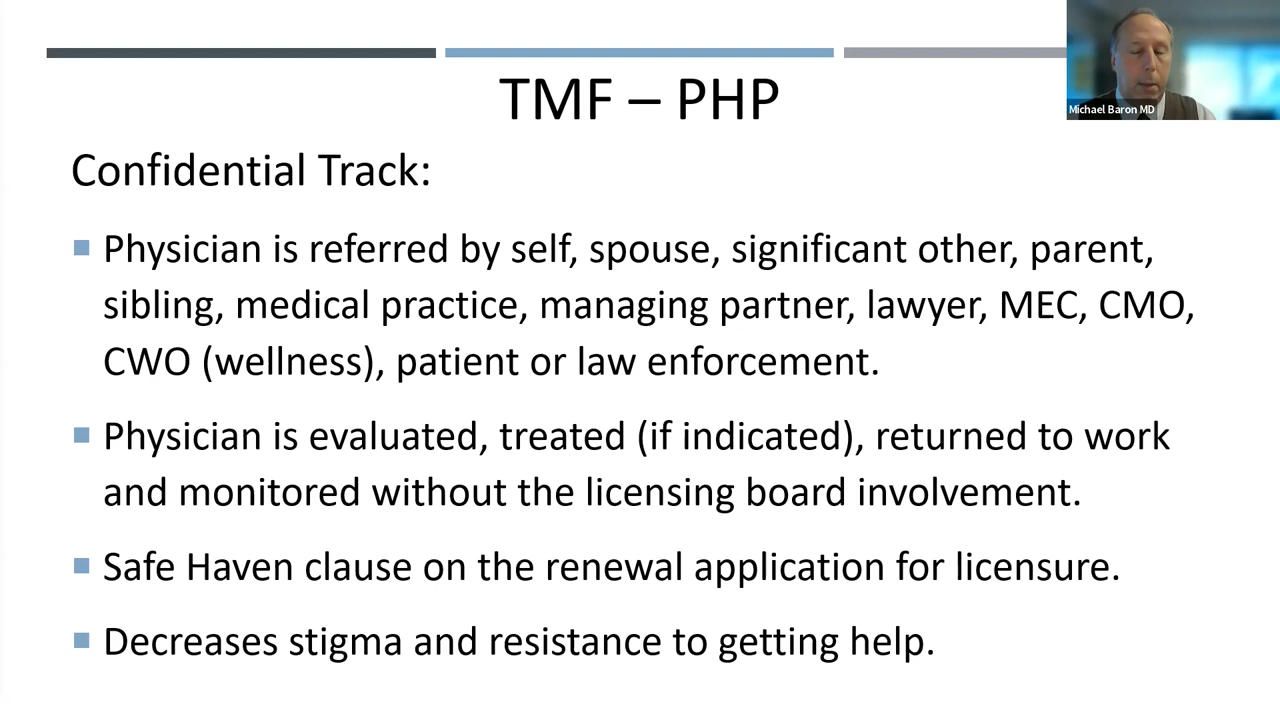 TMF – PHP
Michael Baron MD
Confidential Track:
Physician is referred by self, spouse, significant other, parent,
sibling, medical practice, managing partner, lawyer, MEC, CMO,
CWO (wellness), patient or law enforcement.
Physician is evaluated, treated (if indicated), returned to work
and monitored without the licensing board involvement.
Safe Haven clause on the renewal application for licensure.
Decreases stigma and resistance to getting help.